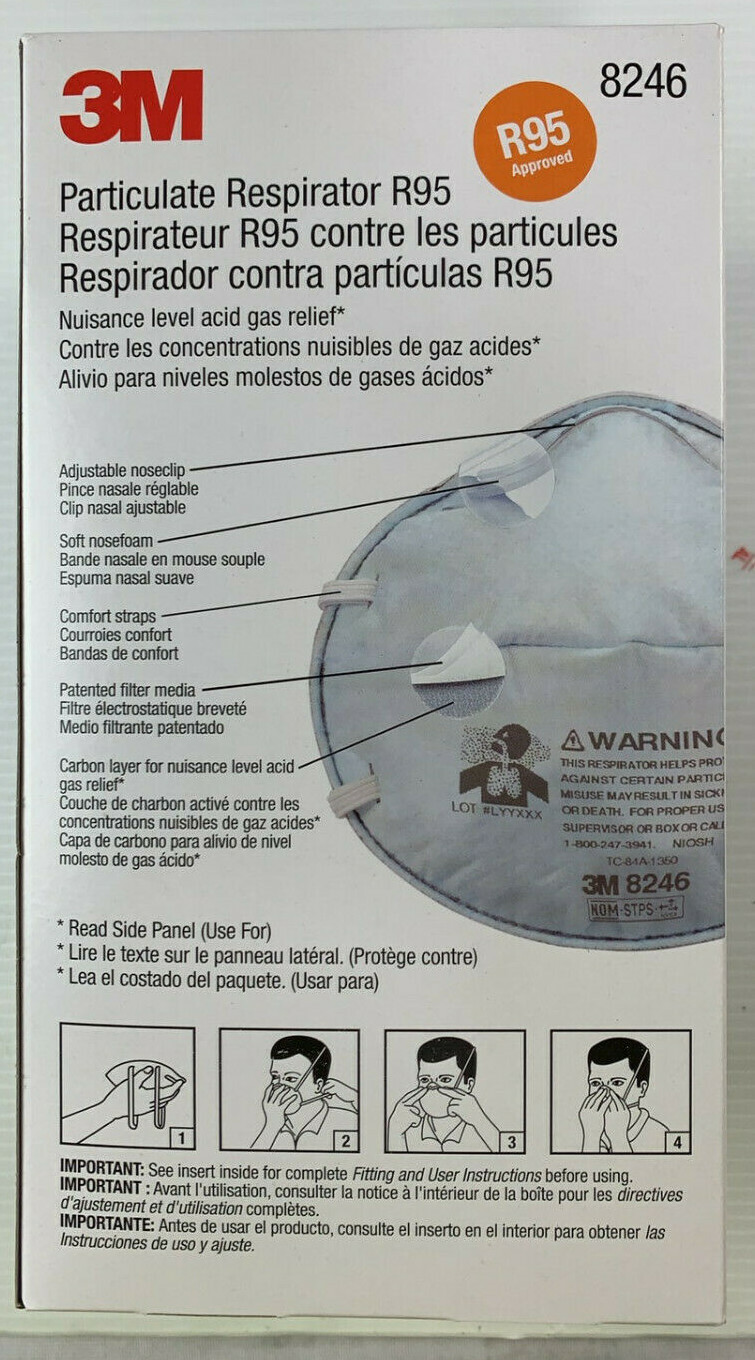 3M
8246
R95
Approved
Particulate Respirator R95
Respirateur R95 contre les particules
Respirador contra partículas R95
Nuisance level acid gas relief*
Contre les concentrations nuisibles de gaz acides*
Alivio para niveles molestos de gases ácidos*
Adjustable noseclip
Pince nasale réglable
Clip nasal ajustable
Soft nosefoam
Bande nasale en mouse souple
Espuma nasal suave
Comfort straps
Courroies confort
Bandas de confort
Patented filter media
Filtre électrostatique breveté
Medio filtrante patentado
Carbon layer for nuisance level acid
gas relief*
Couche de charbon activé contre les
concentrations nuisibles de gaz acides*
Capa de carbono para alivio de nivel
molesto de gas ácido*
LOT #LYYXXX
WARNING
THIS RESPIRATOR HELPS PRO
AGAINST CERTAIN PARTIC
MISUSE MAY RESULT IN SICK
OR DEATH. FOR PROPER US
SUPERVISOR OR BOX OR CAL
1-800-247-3941. NIOSH
TC-84A-1350
3M 8246
NOM-STPS
* Read Side Panel (Use For)
* Lire le texte sur le panneau latéral. (Protège contre)
* Lea el costado del paquete. (Usar para)
1
2
3
4
IMPORTANT: See insert inside for complete Fitting and User Instructions before using.
IMPORTANT : Avant l'utilisation, consulter la notice à l'intérieur de la boîte pour les directives
d'ajustement et d'utilisation complètes.
IMPORTANTE: Antes de usar el producto, consulte el inserto en el interior para obtener las
Instrucciones de uso y ajuste.